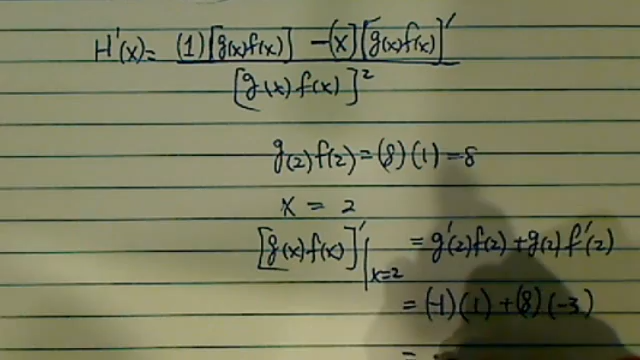 H'(x) = (1)[g(x)f(x)] - (x)[g(x)f(x)]'
[g(x) f(x)]²
g(2) f(2) = (8)(1) = 8
x = 2
[g(x) f(x)]' |x=2 = g'(2)f(2) + g(2) f'(2)
= (-1)(1) + (8)(-3)
=